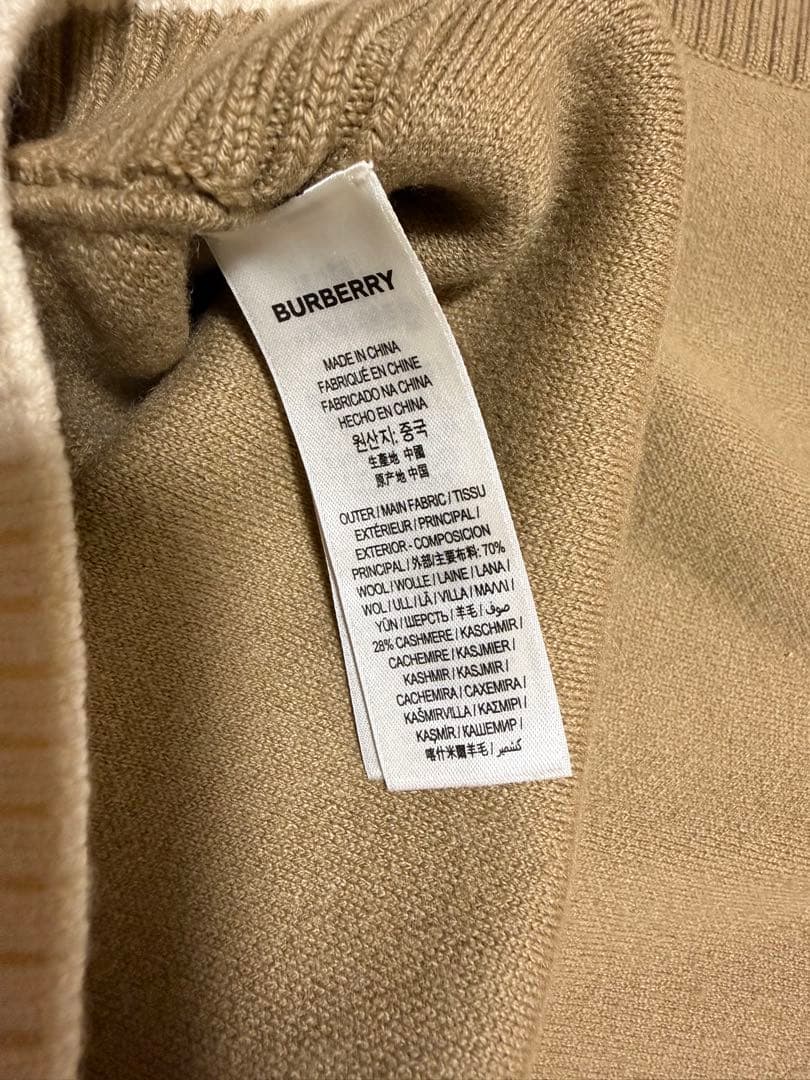 BURBERRY
MADE IN CHINA
FABRIQUÉ EN CHINE
FABRICADO NA CHINA
HECHO EN CHINA
원산지: 중국
生產地 中國
原产地 中国
OUTER / MAIN FABRIC / TISSU
EXTÉRIEUR / PRINCIPAL /
EXTERIOR - COMPOSICION
PRINCIPAL / 外部/主要布料: 70%
WOOL / WOLLE / LAINE / LANA /
WOL / ULL / LÃ / VILLA / ΜΑΛΛΙ /
YÜN / ШЕРСТЬ / 羊毛 / صوف /
28% CASHMERE / KASCHMIR /
CACHEMIRE / KASJMIER /
KASHMIR / KASJMIR /
CACHEMIRA / CAXEMIRA /
KAŠMIRVILLA / ΚΑΣΜΙΡΙ /
KAŞMİR / КАШЕМИР /
喀什米爾羊毛 / كشمير /